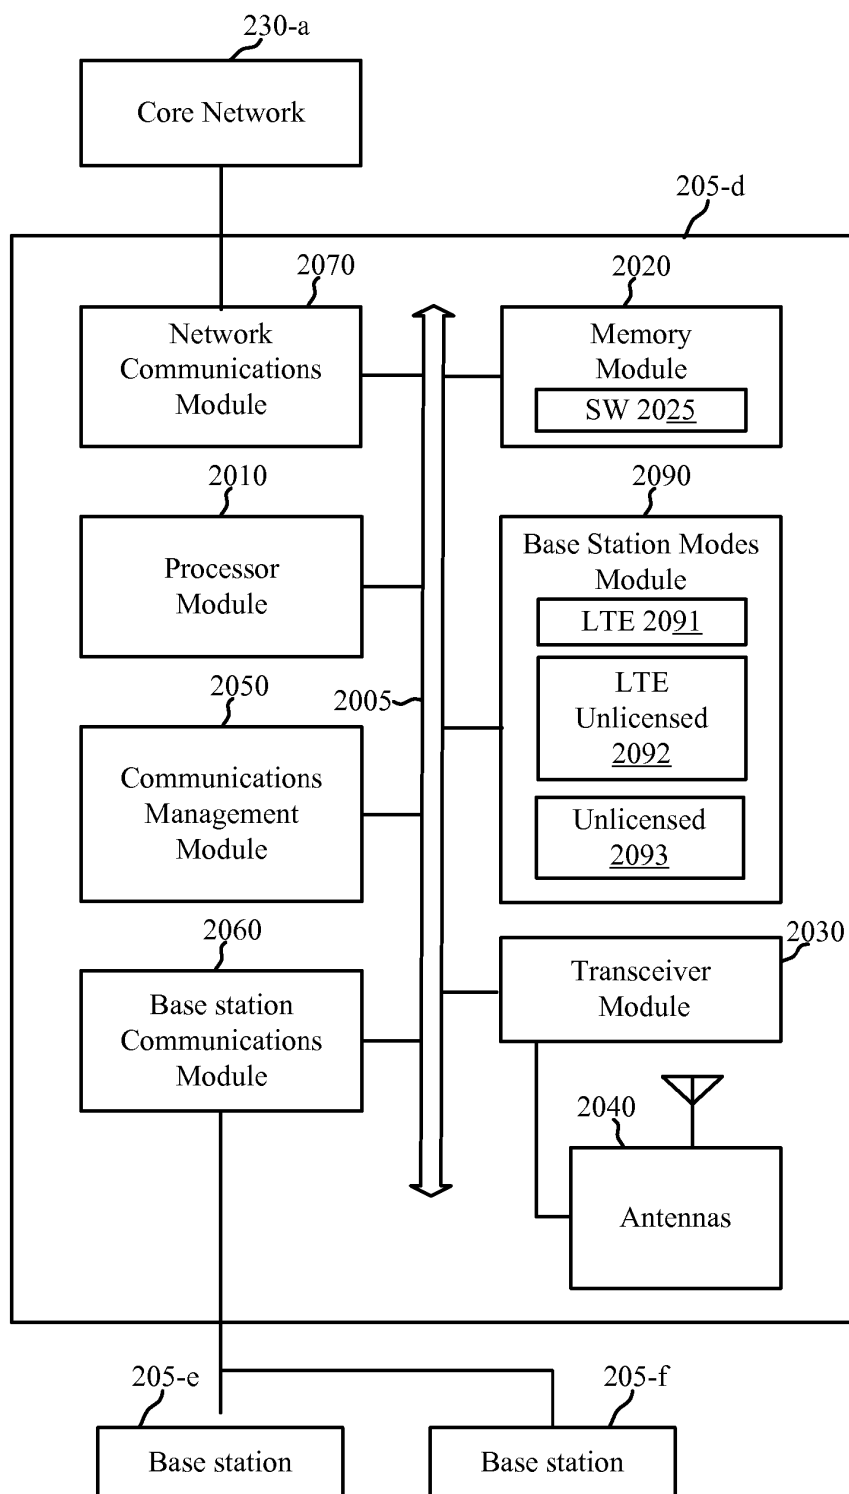 230-a
Core Network
205-d
2070
Network
Communications
Module
2020
Memory
Module
SW 2025
2010
Processor
Module
2090
Base Station Modes
Module
LTE 2091
LTE
Unlicensed
2092
Unlicensed
2093
2005
2050
Communications
Management
Module
2060
Base station
Communications
Module
2030
Transceiver
Module
2040
Antennas
205-e
Base station
205-f
Base station